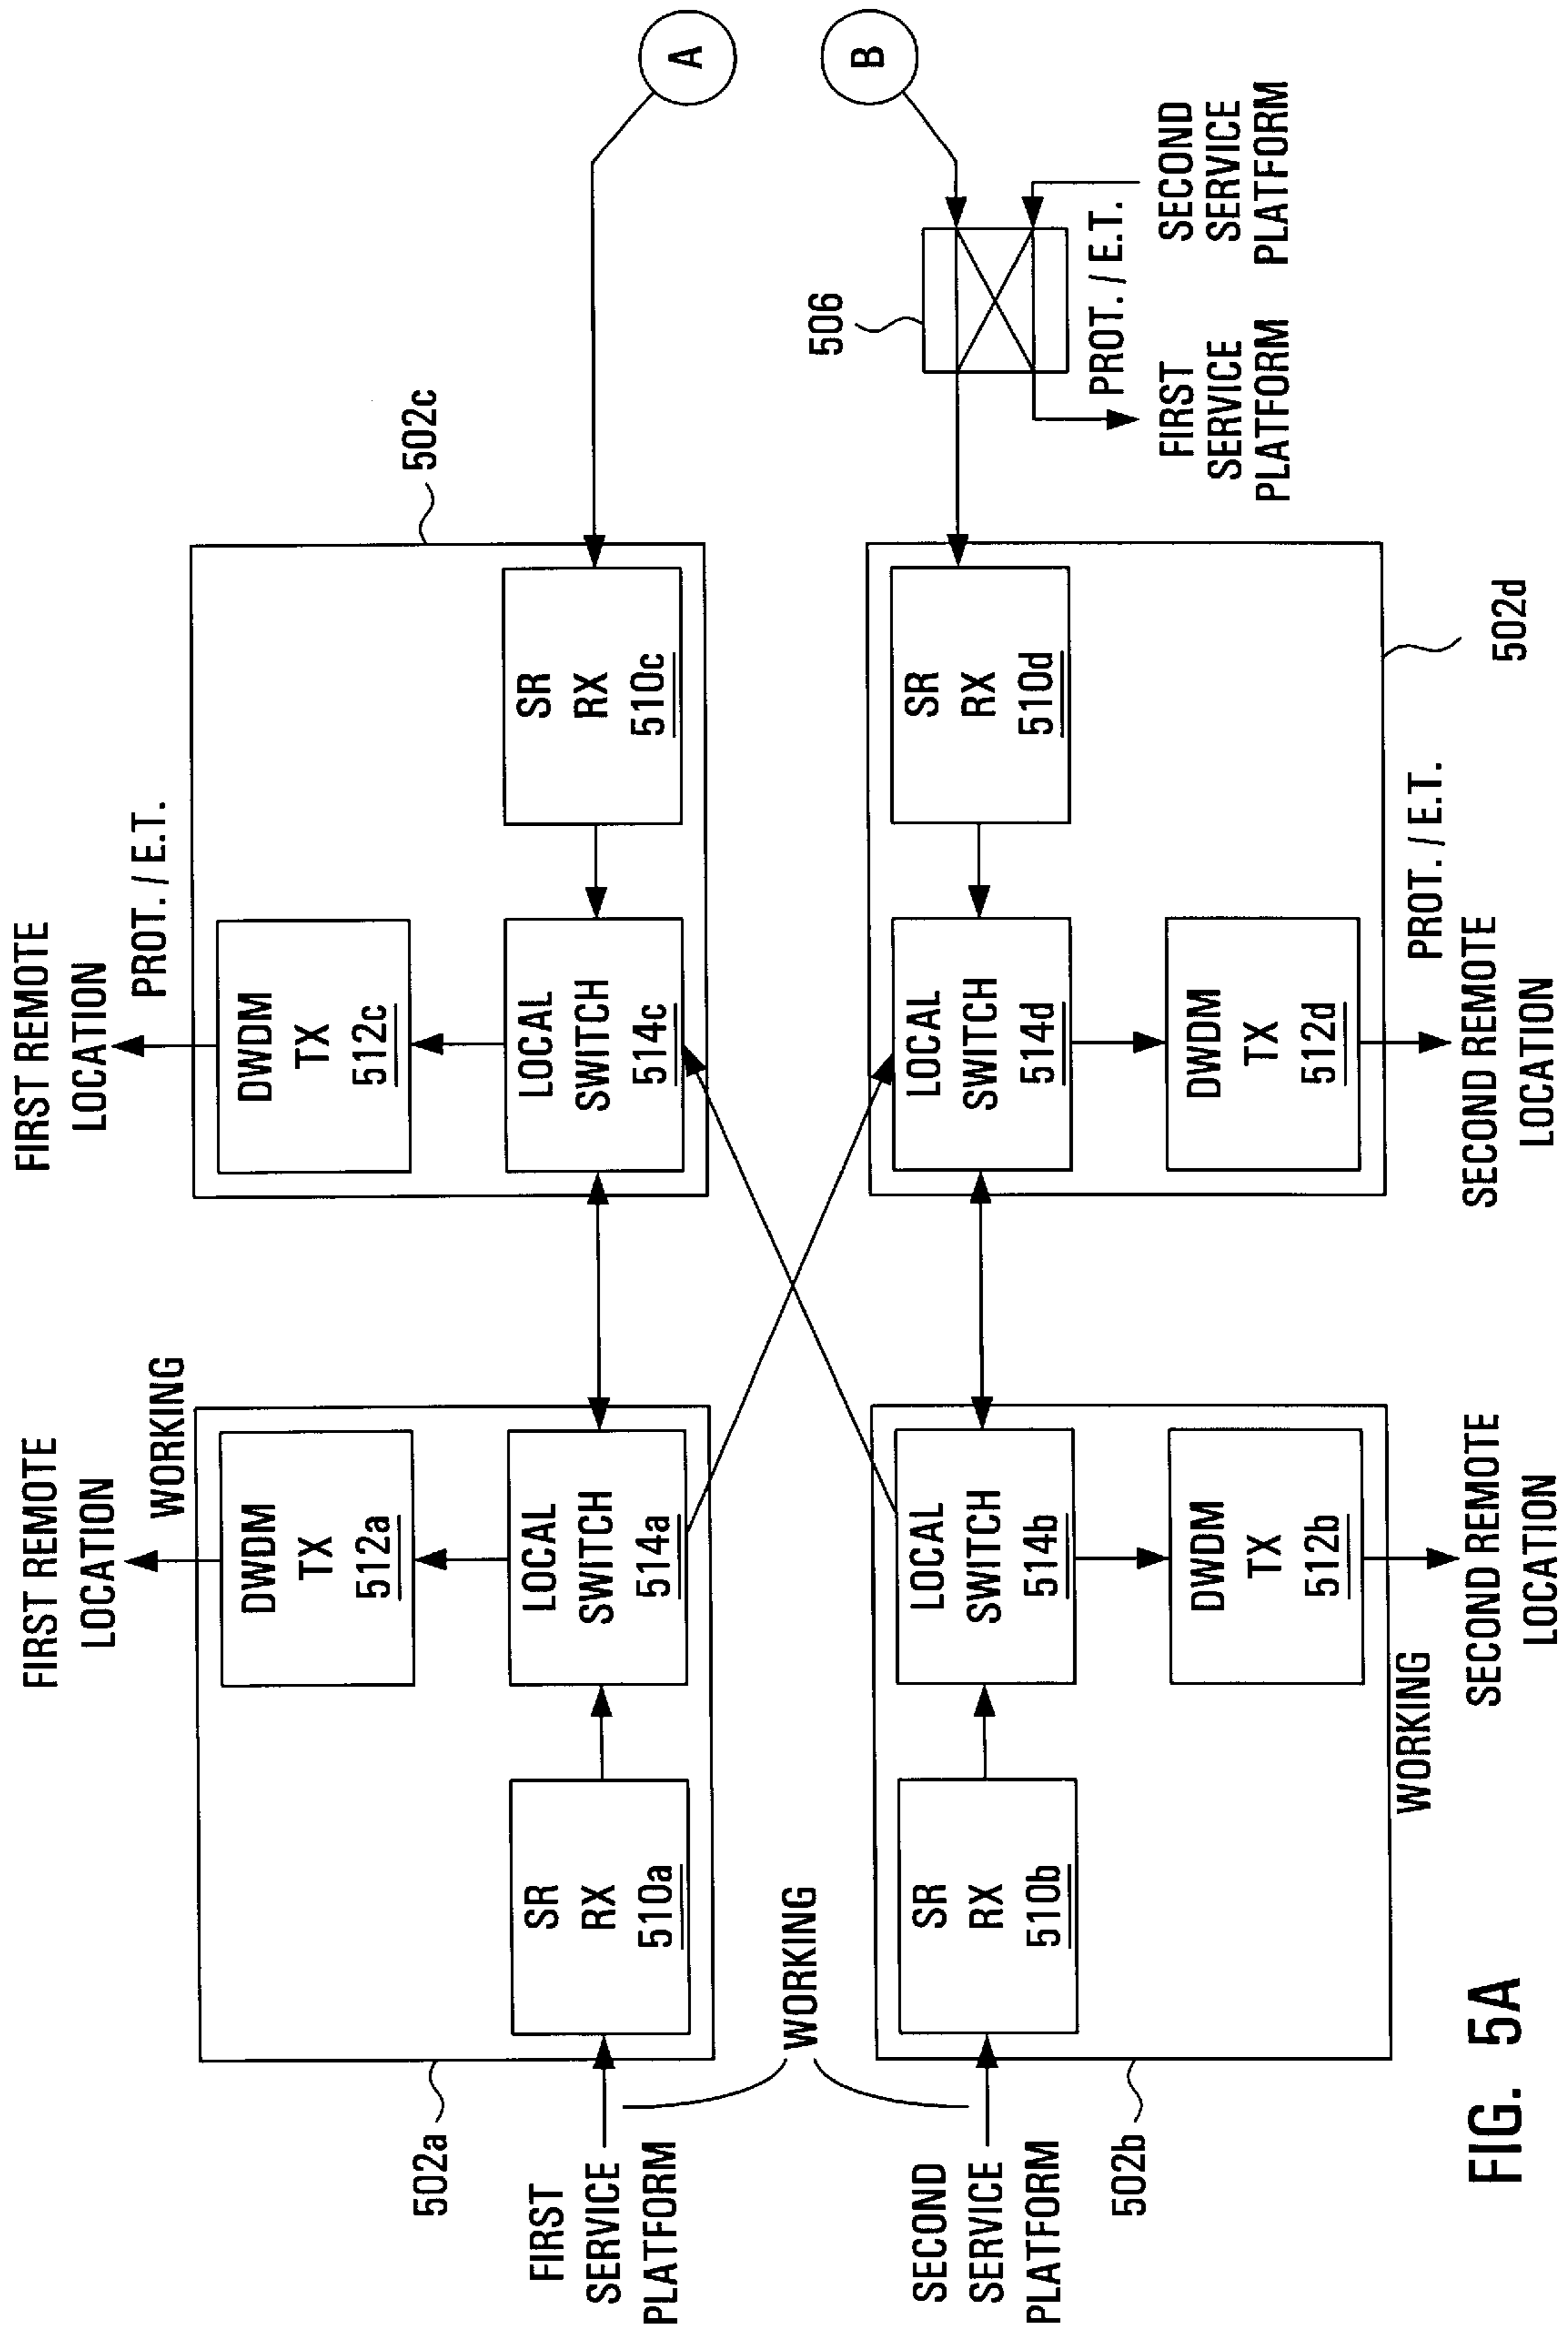 FIRST REMOTE
LOCATION
WORKING
FIRST REMOTE
LOCATION
PROT. / E.T.
502a
DWDM
TX
512a
LOCAL
SWITCH
514a
SR
RX
510a
FIRST
SERVICE
PLATFORM
502c
DWDM
TX
512c
LOCAL
SWITCH
514c
SR
RX
510c
A
WORKING
B
506
PROT. / E.T.
FIRST
SERVICE
PLATFORM
SECOND
SERVICE
PLATFORM
SECOND
SERVICE
PLATFORM
502b
SR
RX
510b
LOCAL
SWITCH
514b
DWDM
TX
512b
WORKING
SECOND REMOTE
LOCATION
LOCAL
SWITCH
514d
SR
RX
510d
DWDM
TX
512d
502d
PROT. / E.T.
SECOND REMOTE
LOCATION
FIG. 5A